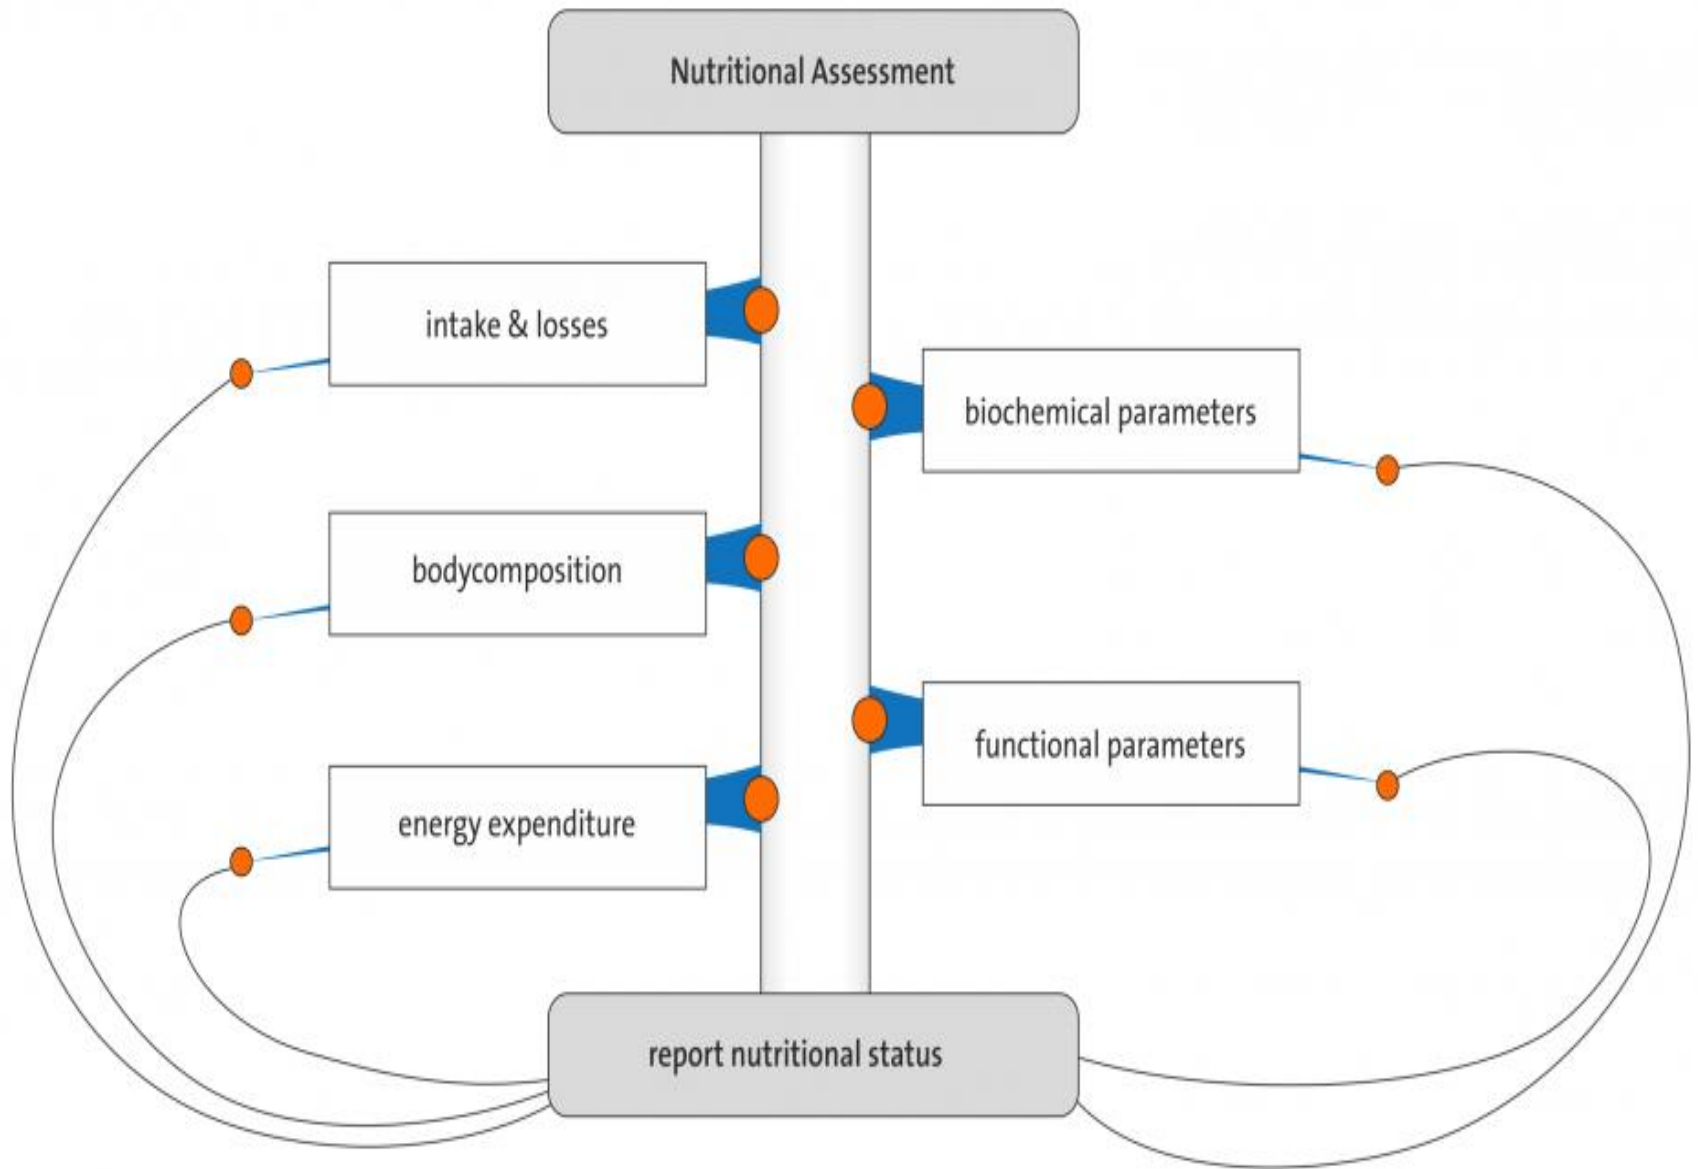 Nutritional Assessment
intake & losses
biochemical parameters
bodycomposition
functional parameters
energy expenditure
report nutritional status